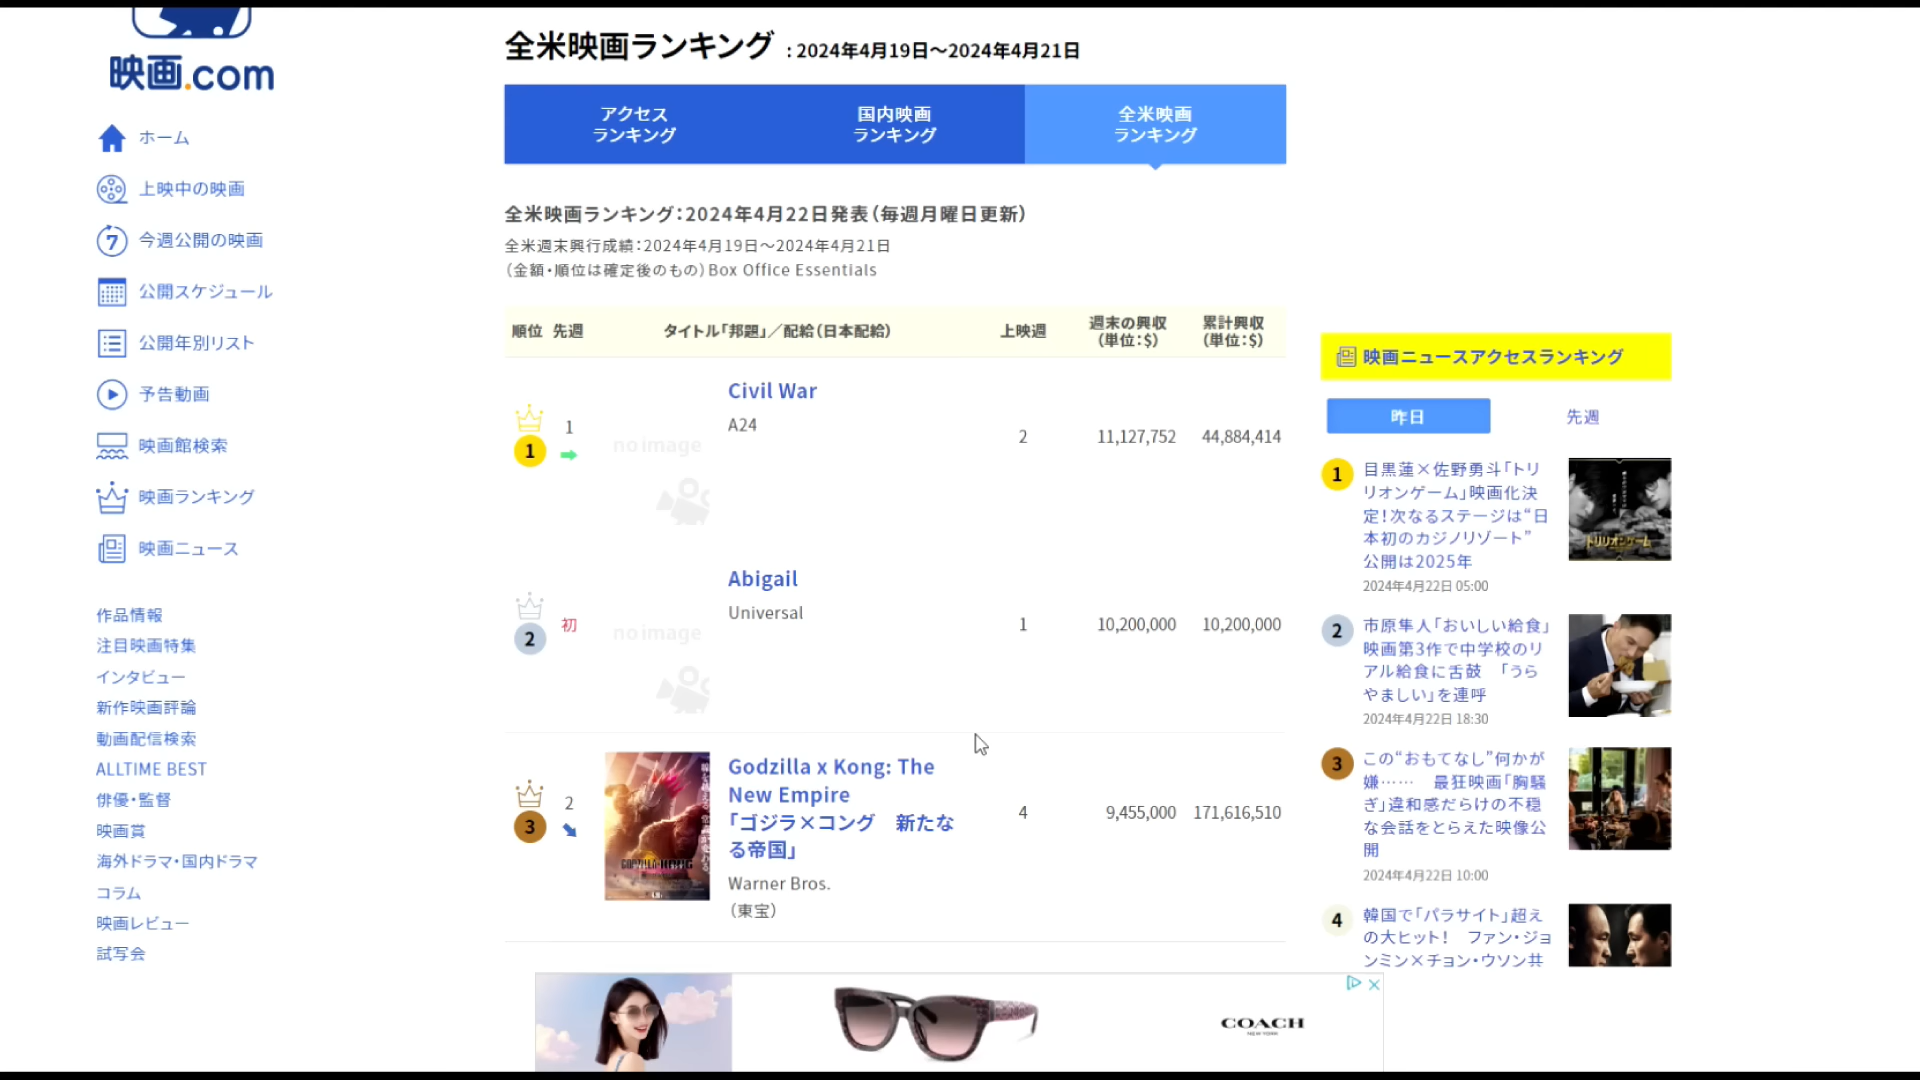 映画.com
ホーム
上映中の映画
7 今週公開の映画
公開スケジュール
公開年別リスト
予告動画
映画館検索
映画ランキング
映画ニュース
作品情報
注目映画特集
インタビュー
新作映画評論
動画配信検索
ALLTIME BEST
俳優・監督
映画賞
海外ドラマ・国内ドラマ
コラム
映画レビュー
試写会
全米映画ランキング :2024年4月19日〜2024年4月21日
アクセス
ランキング
国内映画
ランキング
全米映画
ランキング
全米映画ランキング：2024年4月22日発表（毎週月曜日更新）
全米週末興行成績：2024年4月19日〜2024年4月21日
（金額・順位は確定後のもの）Box Office Essentials
順位 先週 タイトル「邦題」／配給（日本配給） 上映週 週末の興収（単位：$） 累計興収（単位：$）
1 1 no image Civil War
A24
2 11,127,752 44,884,414
2 初 no image Abigail
Universal
1 10,200,000 10,200,000
3 2 Godzilla x Kong: The
New Empire
「ゴジラ×コング　新たな
る帝国」
Warner Bros.
（東宝）
4 9,455,000 171,616,510
映画ニュースアクセスランキング
昨日 先週
1 目黒蓮×佐野勇斗「トリ
リオンゲーム」映画化決
定！次なるステージは“日
本初のカジノリゾート”
公開は2025年
2024年4月22日 05:00
トリリオンゲーム
2 市原隼人「おいしい給食」
映画第3作で中学校のリ
アル給食に舌鼓　「うら
やましい」を連呼
2024年4月22日 18:30
3 この“おもてなし”何かが
嫌……　最狂映画「胸騒
ぎ」違和感だらけの不穏
な会話をとらえた映像公
開
2024年4月22日 10:00
4 韓国で「パラサイト」超え
の大ヒット！　ファン・ジョ
ンミン×チョン・ウソン共
COACH
NEW YORK